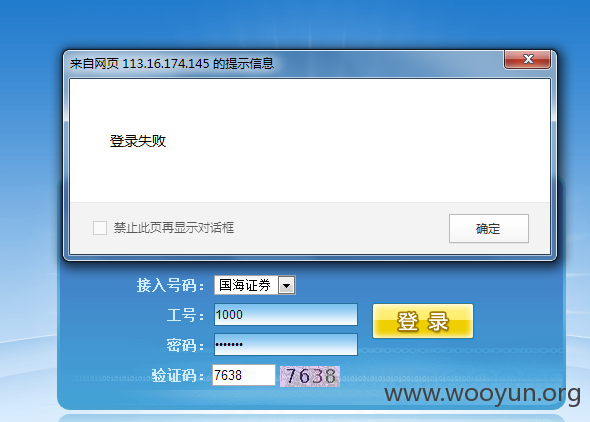 来自网页 113.16.174.145 的提示信息
登录失败
禁止此页再显示对话框
确定
接入号码： 国海证券
工号： 1000
登 录
密码： •••••••
验证码： 7638 7638
www.wooyun.org